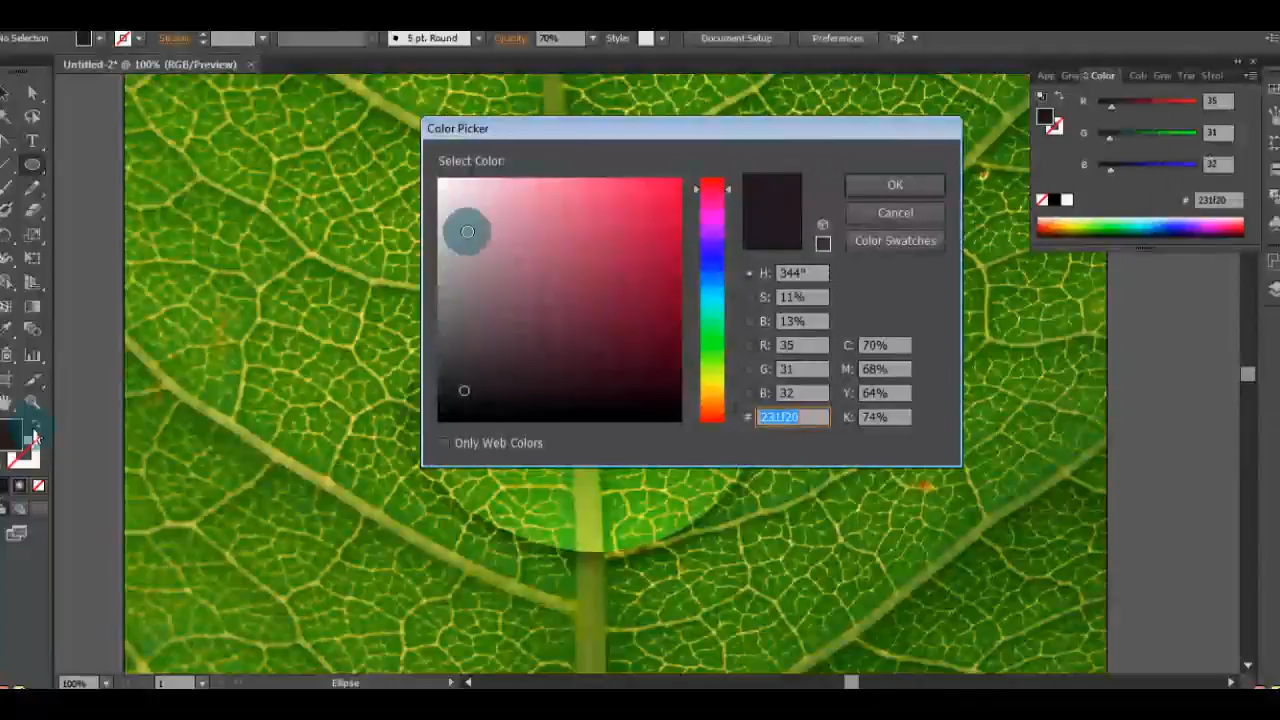 No Selection
Stroke:
5 pt. Round
Opacity:
70%
Style:
Document Setup
Preferences
Untitled-2* @ 100% (RGB/Preview) ×
Color Picker
Select Color:
OK
Cancel
Color Swatches
H: 344°
S: 11%
B: 13%
R: 35
G: 31
B: 32
# 231f20
C: 70%
M: 68%
Y: 64%
K: 74%
Only Web Colors
Color
R 35
G 31
B 32
# 231f20
100%
1
Ellipse